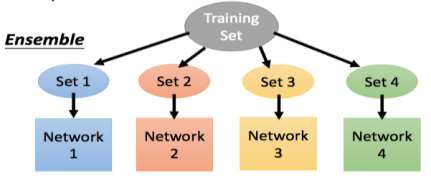 Training
Set
Ensemble
Set 1
Set 2
Set 3
Set 4
Network
1
Network
2
Network
3
Network
4